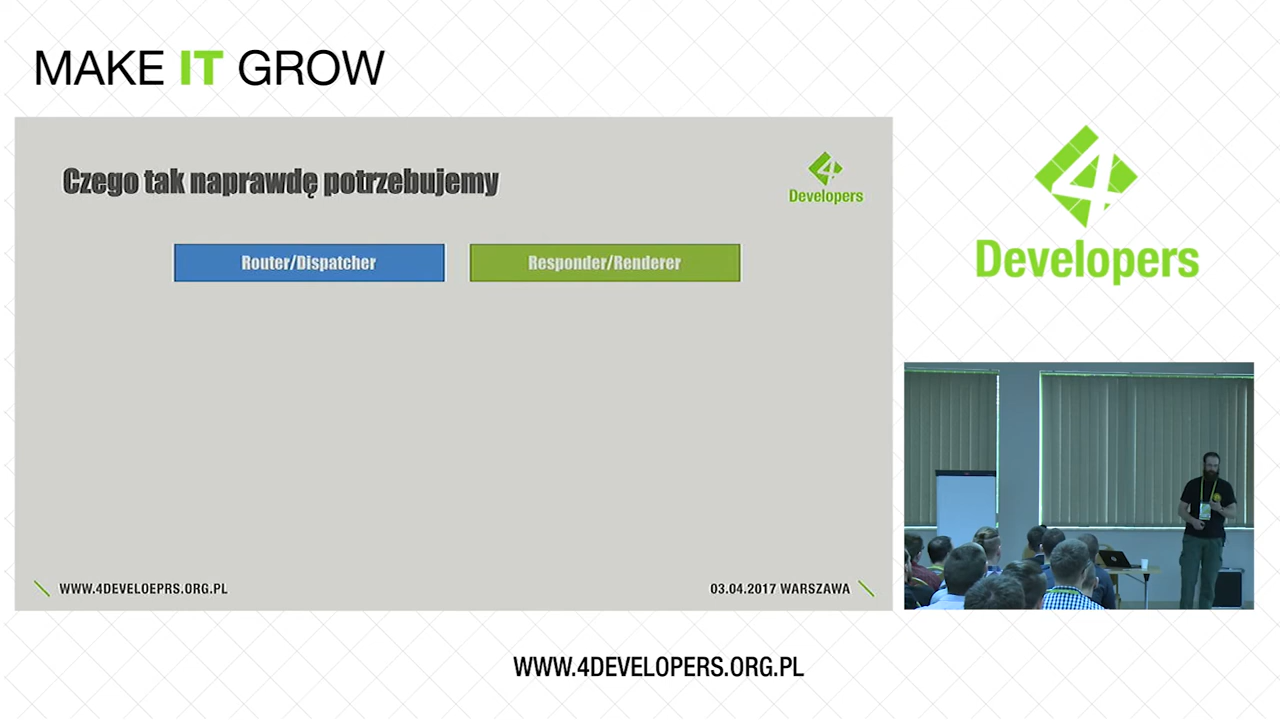 MAKE IT GROW
Czego tak naprawdę potrzebujemy
4
Developers
Router/Dispatcher
Responder/Renderer
WWW.4DEVELOEPRS.ORG.PL
03.04.2017 WARSZAWA
4
Developers
WWW.4DEVELOPERS.ORG.PL